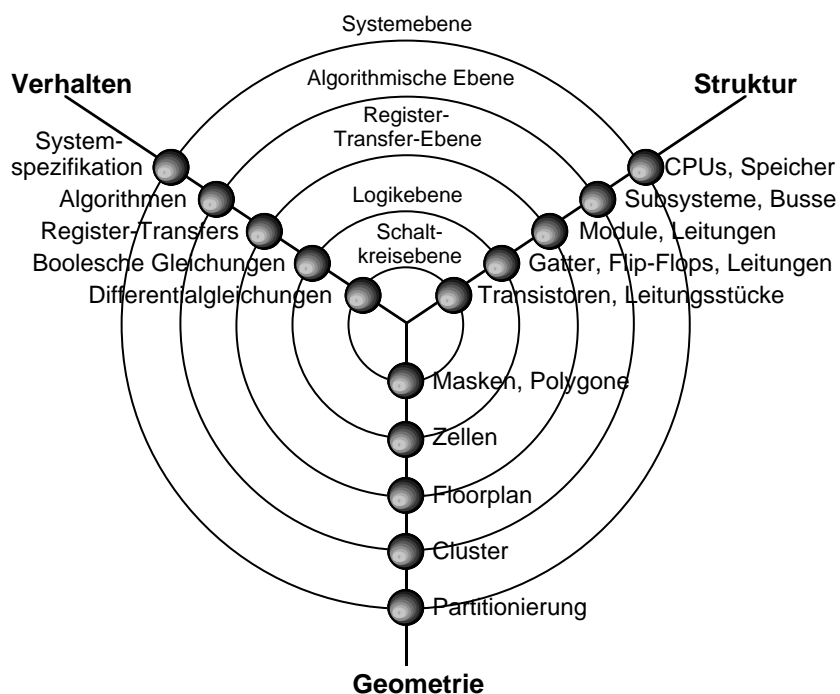 Systemebene
Algorithmische Ebene
Verhalten
Struktur
Register-
Transfer-Ebene
System-
spezifikation
CPUs, Speicher
Algorithmen
Logikebene
Subsysteme, Busse
Register-Transfers
Schalt-
kreisebene
Module, Leitungen
Boolesche Gleichungen
Gatter, Flip-Flops, Leitungen
Differentialgleichungen
Transistoren, Leitungsstücke
Masken, Polygone
Zellen
Floorplan
Cluster
Partitionierung
Geometrie